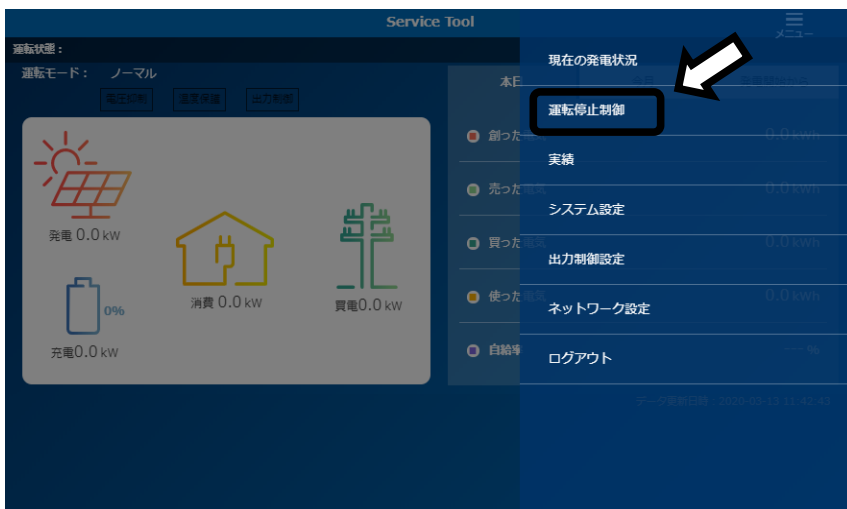 Service Tool
メニュー
運転状態：
運転モード： ノーマル
電圧抑制 温度保護 出力制御
発電 0.0 kW
0%
充電0.0 kW
消費 0.0 kW
買電0.0 kW
本日
今月
創った電気 0.0 kWh
売った電気 0.0 kWh
買った電気 0.0 kWh
使った電気 0.0 kWh
自給率 --- %
データ更新日時 2020-03-13 11:42:43
現在の発電状況
運転停止制御
実績
システム設定
出力制御設定
ネットワーク設定
ログアウト